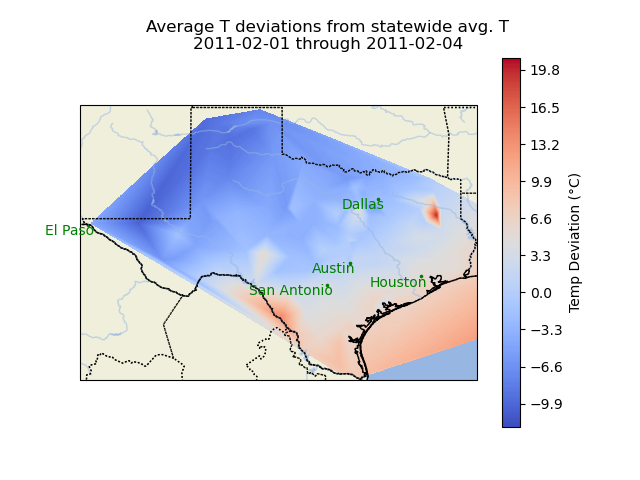 Average T deviations from statewide avg. T
2011-02-01 through 2011-02-04
19.8
16.5
13.2
9.9
6.6
3.3
0.0
−3.3
−6.6
−9.9
Temp Deviation (°C)
Dallas
El Paso
Austin
Houston
San Antonio